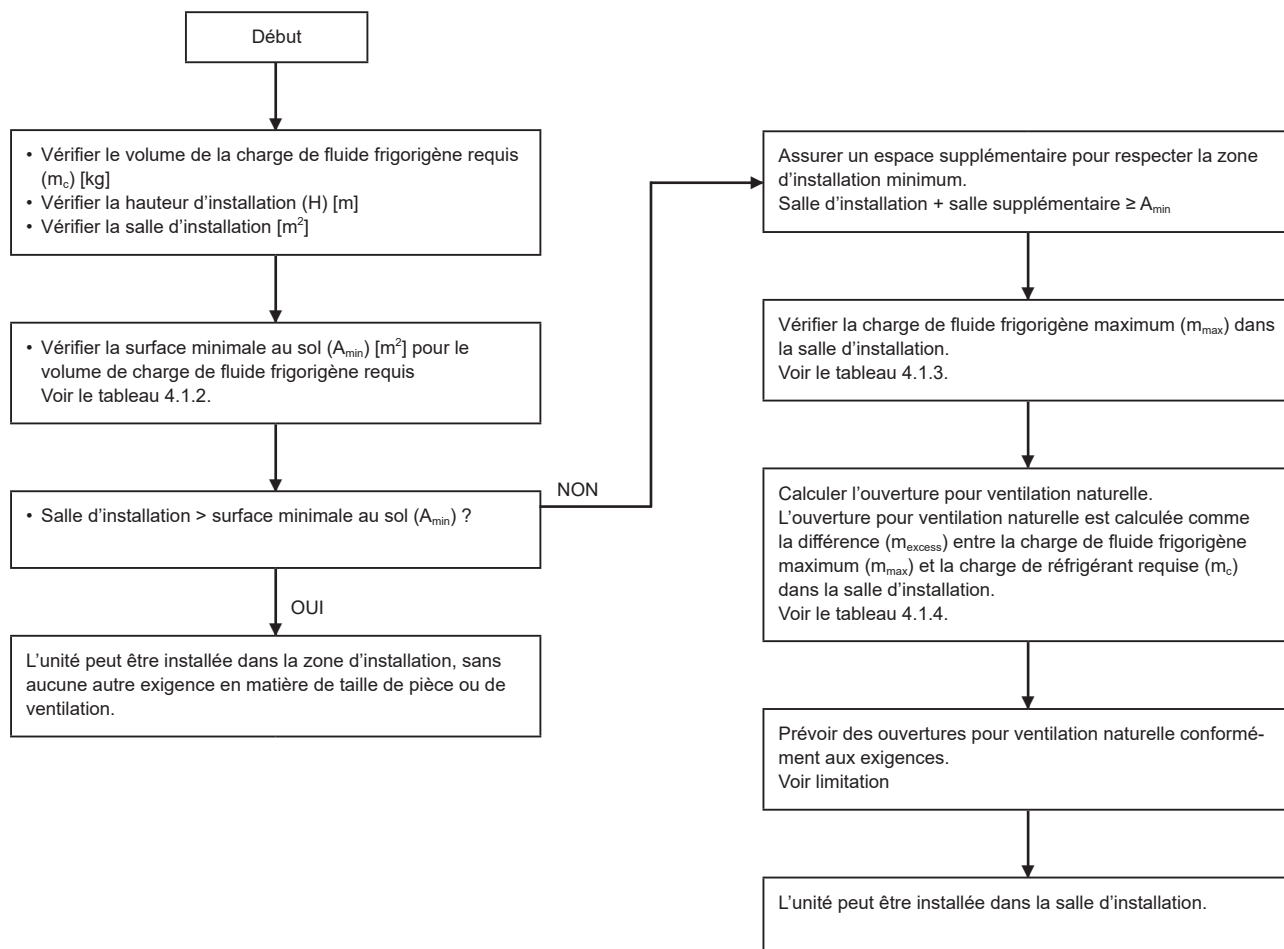 Début
• Vérifier le volume de la charge de fluide frigorigène requis
(mc) [kg]
• Vérifier la hauteur d’installation (H) [m]
• Vérifier la salle d’installation [m²]
• Vérifier la surface minimale au sol (Amin) [m²] pour le
volume de charge de fluide frigorigène requis
Voir le tableau 4.1.2.
• Salle d’installation > surface minimale au sol (Amin) ?
NON
OUI
L’unité peut être installée dans la zone d’installation, sans
aucune autre exigence en matière de taille de pièce ou de
ventilation.
Assurer un espace supplémentaire pour respecter la zone
d’installation minimum.
Salle d’installation + salle supplémentaire ≥ Amin
Vérifier la charge de fluide frigorigène maximum (mmax) dans
la salle d’installation.
Voir le tableau 4.1.3.
Calculer l’ouverture pour ventilation naturelle.
L’ouverture pour ventilation naturelle est calculée comme
la différence (mexcess) entre la charge de fluide frigorigène
maximum (mmax) et la charge de réfrigérant requise (mc)
dans la salle d’installation.
Voir le tableau 4.1.4.
Prévoir des ouvertures pour ventilation naturelle conformé-
ment aux exigences.
Voir limitation
L’unité peut être installée dans la salle d’installation.